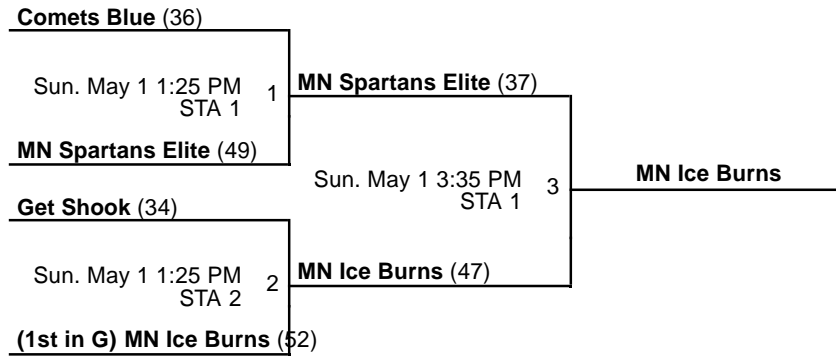 Comets Blue (36)
Sun. May 1 1:25 PM
STA 1
1
MN Spartans Elite (49)
MN Spartans Elite (37)
Get Shook (34)
Sun. May 1 1:25 PM
STA 2
2
(1st in G) MN Ice Burns (52)
MN Ice Burns (47)
Sun. May 1 3:35 PM
STA 1
3
MN Ice Burns